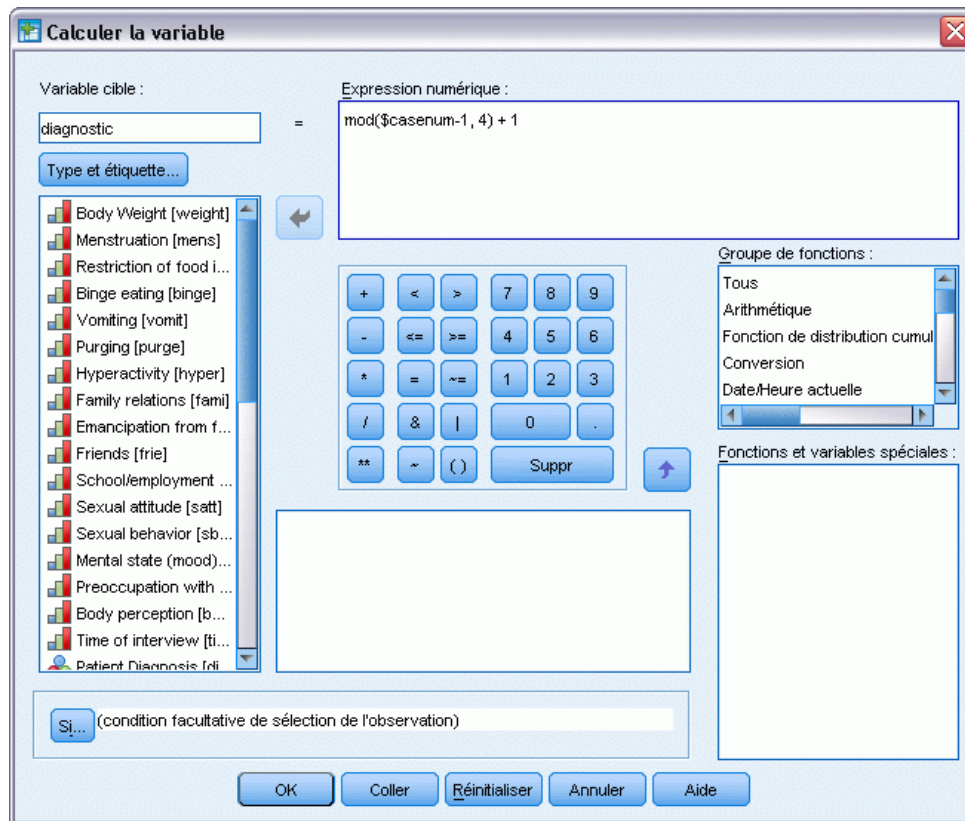 Calculer la variable
Variable cible :
diagnostic
Type et étiquette...
=
Expression numérique :
mod($casenum-1, 4) + 1
Body Weight [weight]
Menstruation [mens]
Restriction of food i...
Binge eating [binge]
Vomiting [vomit]
Purging [purge]
Hyperactivity [hyper]
Family relations [fami]
Emancipation from f...
Friends [frie]
School/employment ...
Sexual attitude [satt]
Sexual behavior [sb...
Mental state (mood)...
Preoccupation with ...
Body perception [b...
Time of interview [ti...
Patient Diagnosis [di
+ < > 7 8 9
- <= >= 4 5 6
* = ~= 1 2 3
/ & | 0 .
** ~ ( ) Suppr
Groupe de fonctions :
Tous
Arithmétique
Fonction de distribution cumul
Conversion
Date/Heure actuelle
Fonctions et variables spéciales :
Si... (condition facultative de sélection de l'observation)
OK Coller Réinitialiser Annuler Aide